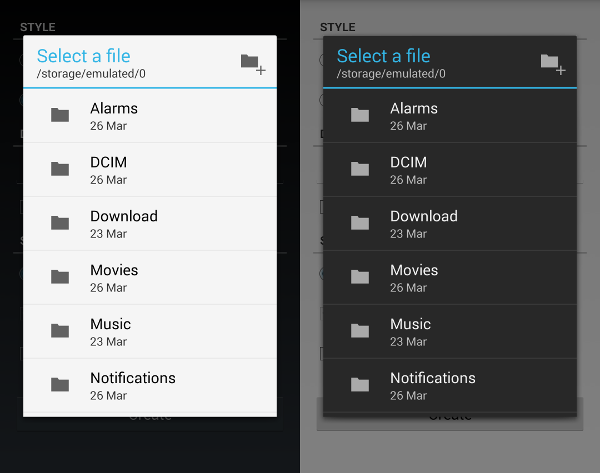 STYLE
Select a file
/storage/emulated/0
Alarms
26 Mar
DCIM
26 Mar
Download
23 Mar
Movies
26 Mar
Music
23 Mar
Notifications
26 Mar
Create
STYLE
Select a file
/storage/emulated/0
Alarms
26 Mar
DCIM
26 Mar
Download
23 Mar
Movies
26 Mar
Music
23 Mar
Notifications
26 Mar
Create